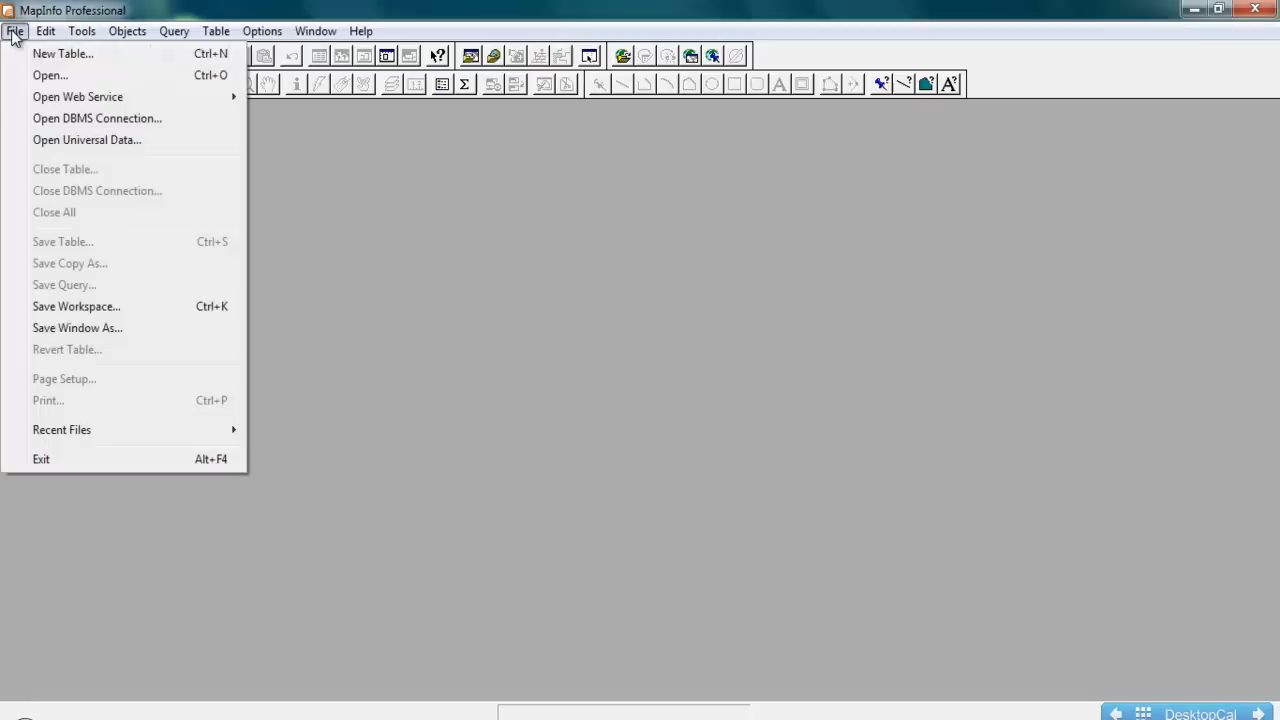 MapInfo Professional
File Edit Tools Objects Query Table Options Window Help
New Table... Ctrl+N
Open... Ctrl+O
Open Web Service
Open DBMS Connection...
Open Universal Data...
Close Table...
Close DBMS Connection...
Close All
Save Table... Ctrl+S
Save Copy As...
Save Query...
Save Workspace... Ctrl+K
Save Window As...
Revert Table...
Page Setup...
Print... Ctrl+P
Recent Files
Exit Alt+F4
DesktopCal